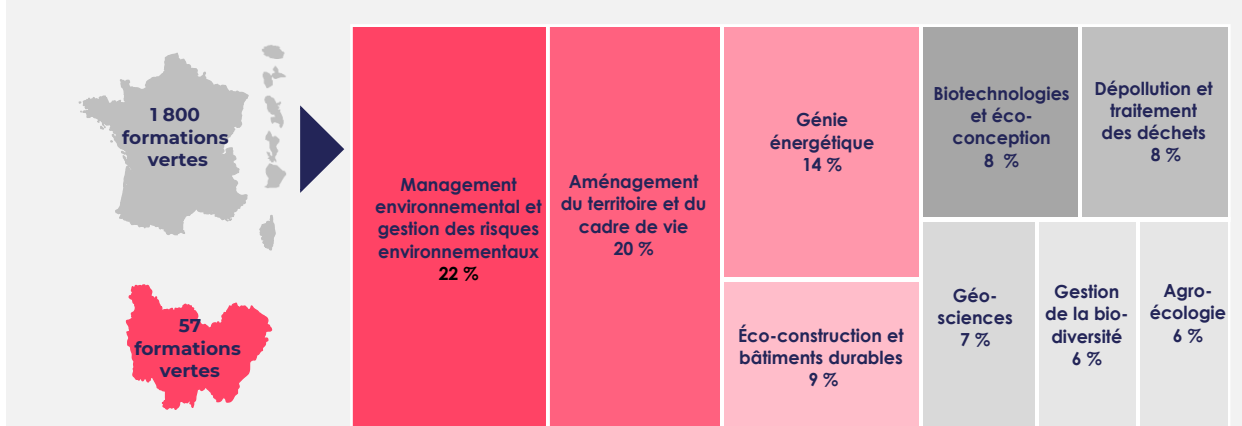 1 800
formations
vertes
57
formations
vertes
Management
environnemental et
gestion des risques
environnementaux
22 %
Aménagement
du territoire et du
cadre de vie
20 %
Génie
énergétique
14 %
Éco-construction et
bâtiments durables
9 %
Biotechnologies
et éco-
conception
8 %
Dépollution et
traitement
des déchets
8 %
Géo-
sciences
7 %
Gestion
de la bio-
diversité
6 %
Agro-
écologie
6 %